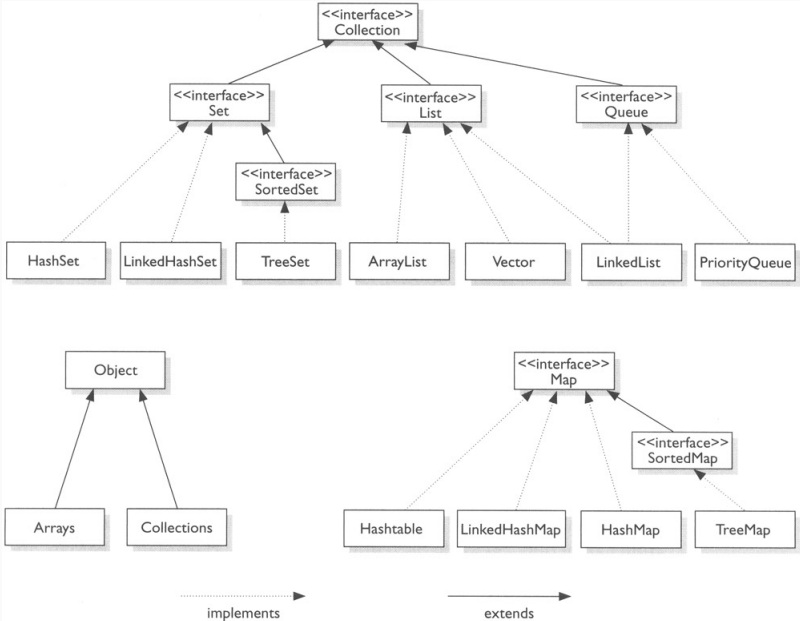 <<interface>>
Collection
<<interface>>
Set
<<interface>>
List
<<interface>>
Queue
<<interface>>
SortedSet
HashSet
LinkedHashSet
TreeSet
ArrayList
Vector
LinkedList
PriorityQueue
Object
<<interface>>
Map
<<interface>>
SortedMap
Arrays
Collections
Hashtable
LinkedHashMap
HashMap
TreeMap
implements
extends